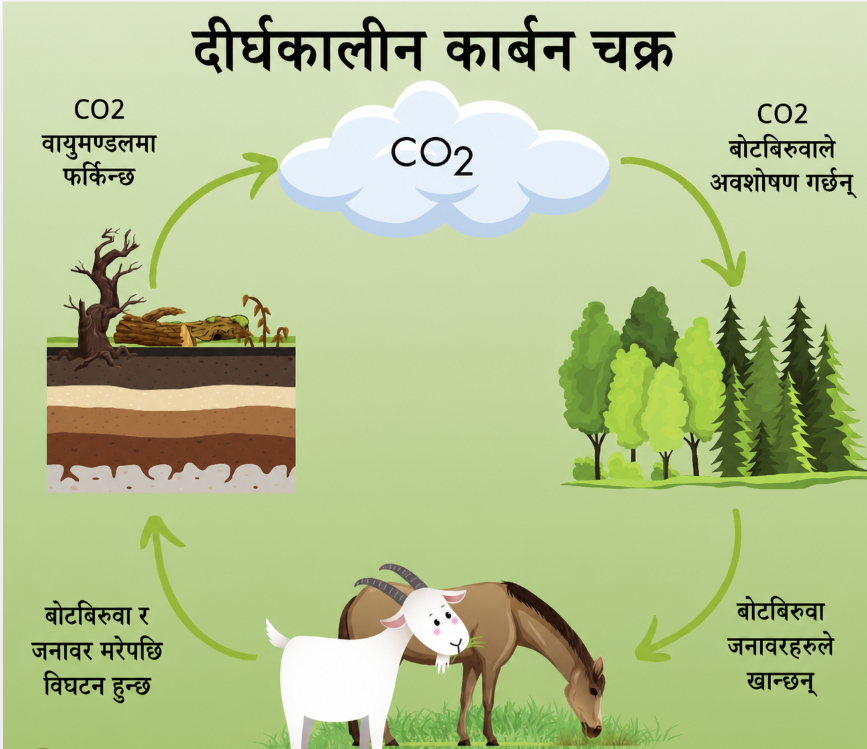 दीर्घकालीन कार्बन चक्र
CO2
वायुमण्डलमा
फर्किन्छ
CO2
CO2
बोटबिरुवाले
अवशोषण गर्छन्
बोटबिरुवा र
जनावर मरेपछि
विघटन हुन्छ
बोटबिरुवा
जनावरहरुले
खान्छन्